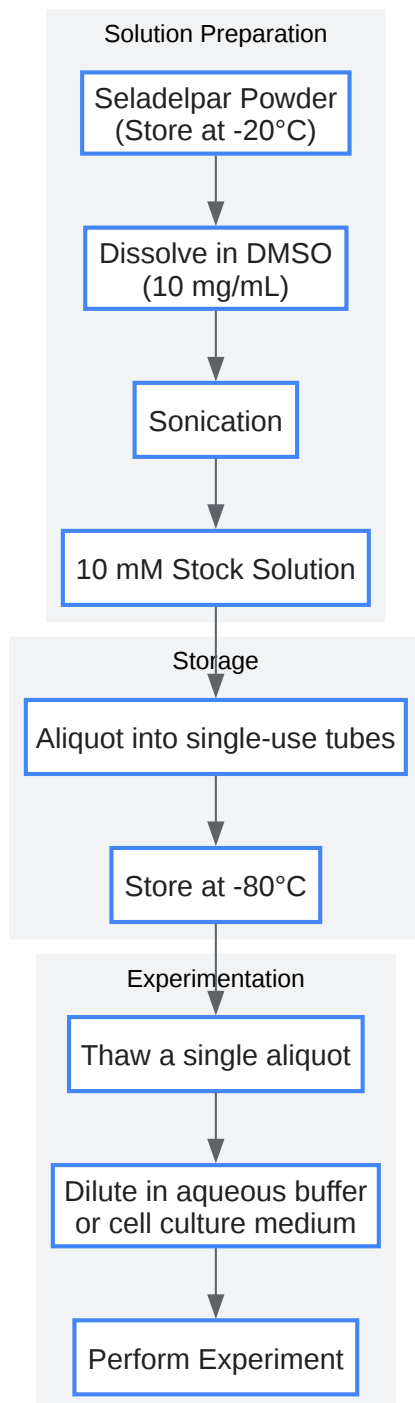 Solution Preparation
Seladelpar Powder
(Store at -20°C)
Dissolve in DMSO
(10 mg/mL)
Sonication
10 mM Stock Solution
Storage
Aliquot into single-use tubes
Store at -80°C
Experimentation
Thaw a single aliquot
Dilute in aqueous buffer
or cell culture medium
Perform Experiment